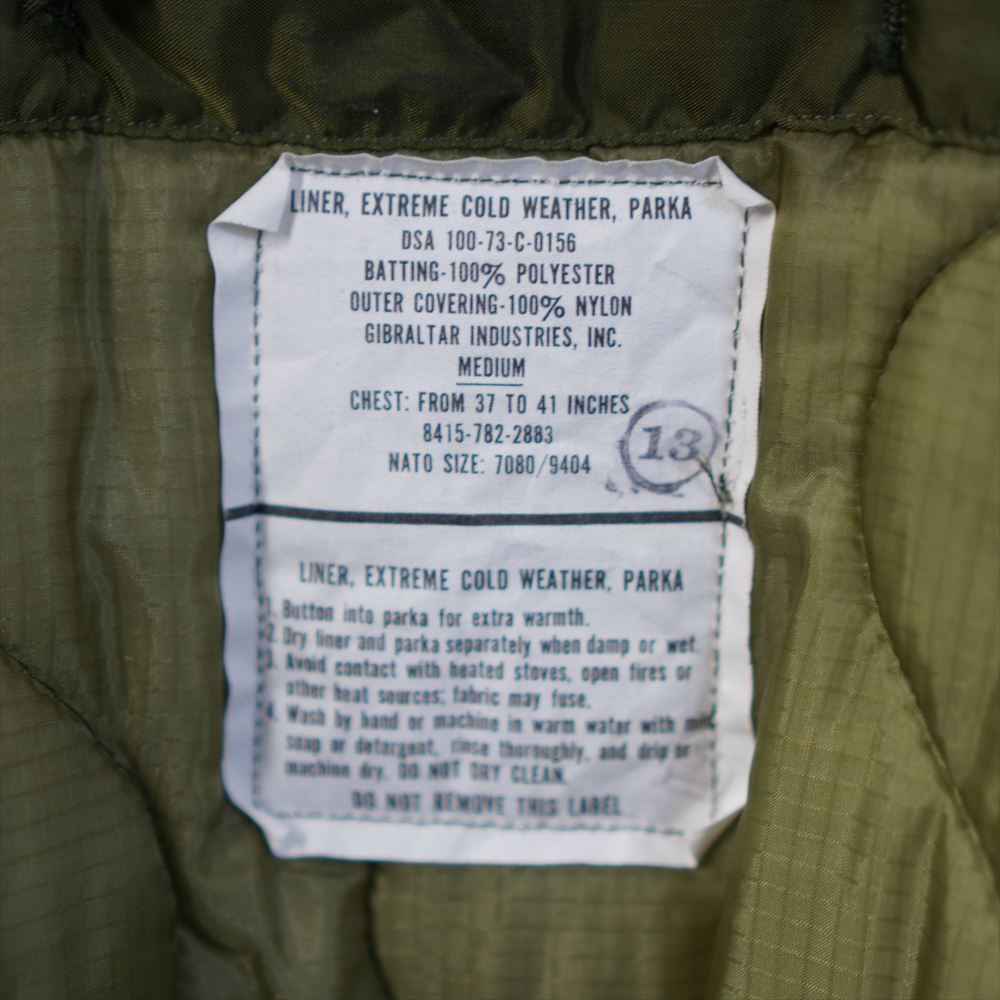 LINER, EXTREME COLD WEATHER, PARKA
DSA 100-73-C-0156
BATTING-100% POLYESTER
OUTER COVERING-100% NYLON
GIBRALTAR INDUSTRIES, INC.
MEDIUM
CHEST: FROM 37 TO 41 INCHES
8415-782-2883
NATO SIZE: 7080/9404
13
LINER, EXTREME COLD WEATHER, PARKA
1. Button into parka for extra warmth.
2. Dry liner and parka separately when damp or wet.
3. Avoid contact with heated stoves, open fires or
other heat sources; fabric may fuse.
4. Wash by hand or machine in warm water with mild
soap or detergent, rinse thoroughly, and drip or
machine dry. DO NOT DRY CLEAN.
DO NOT REMOVE THIS LABEL